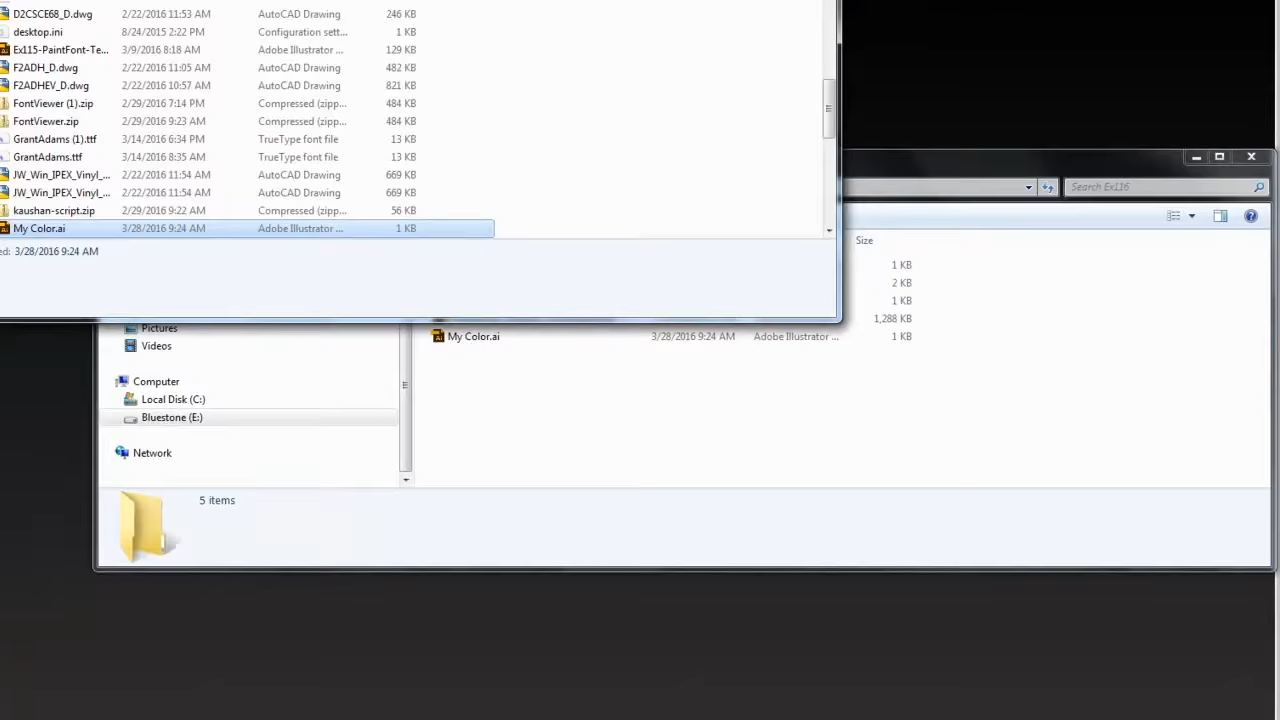 D2CSCE68_D.dwg 2/22/2016 11:53 AM AutoCAD Drawing 246 KB
desktop.ini 8/24/2015 2:22 PM Configuration sett... 1 KB
Ex115-PaintFont-Te... 3/9/2016 8:18 AM Adobe Illustrator ... 129 KB
F2ADH_D.dwg 2/22/2016 11:05 AM AutoCAD Drawing 482 KB
F2ADHEV_D.dwg 2/22/2016 10:57 AM AutoCAD Drawing 821 KB
FontViewer (1).zip 2/29/2016 7:14 PM Compressed (zipp... 484 KB
FontViewer.zip 2/29/2016 9:23 AM Compressed (zipp... 484 KB
GrantAdams (1).ttf 3/14/2016 6:34 PM TrueType font file 13 KB
GrantAdams.ttf 3/14/2016 8:35 AM TrueType font file 13 KB
JW_Win_IPEX_Vinyl_... 2/22/2016 11:54 AM AutoCAD Drawing 669 KB
JW_Win_IPEX_Vinyl_... 2/22/2016 11:54 AM AutoCAD Drawing 669 KB
kaushan-script.zip 2/29/2016 9:22 AM Compressed (zipp... 56 KB
My Color.ai 3/28/2016 9:24 AM Adobe Illustrator ... 1 KB
ed: 3/28/2016 9:24 AM
Search Ex116
Size
1 KB
2 KB
1 KB
1,288 KB
My Color.ai 3/28/2016 9:24 AM Adobe Illustrator ... 1 KB
Pictures
Videos
Computer
Local Disk (C:)
Bluestone (E:)
Network
5 items